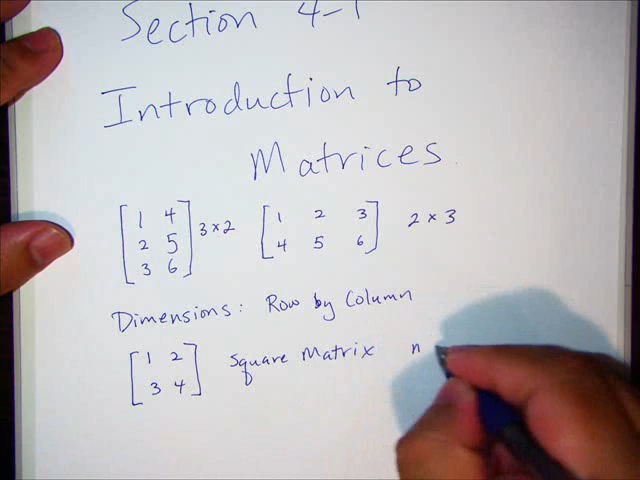 Section 4-1
Introduction to
Matrices
[1 4
2 5
3 6] 3×2 [1 2 3
4 5 6] 2×3
Dimensions: Row by Column
[1 2
3 4] Square Matrix n